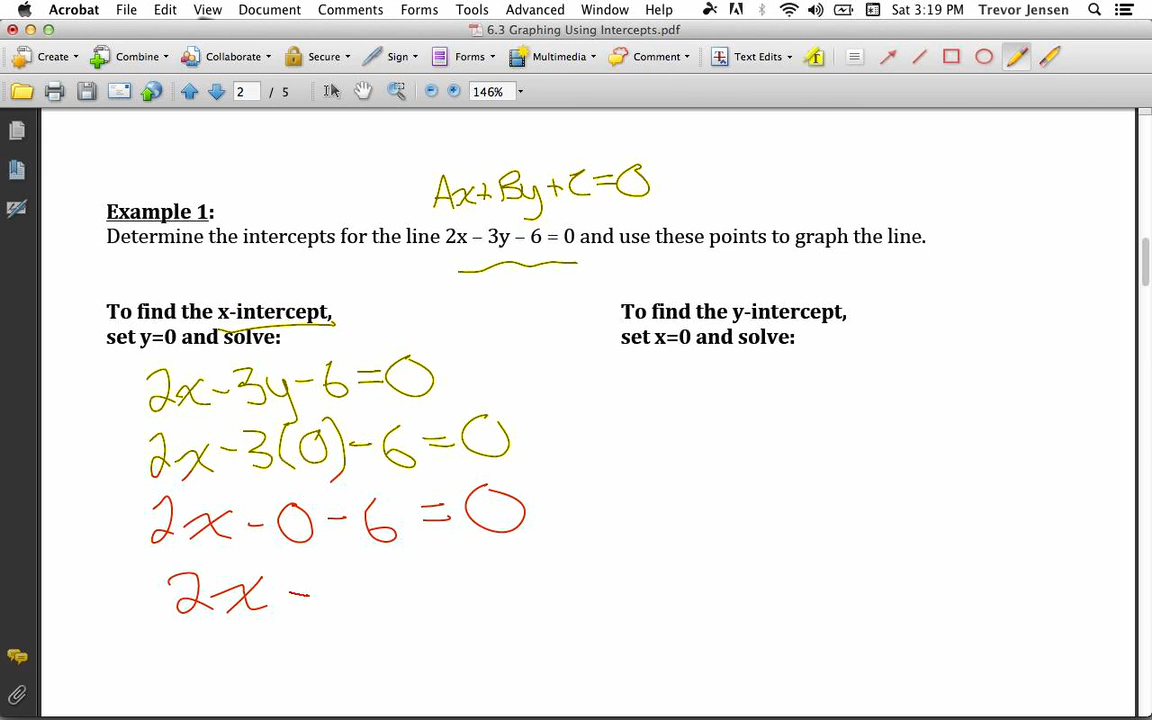 Acrobat File Edit View Document Comments Forms Tools Advanced Window Help Sat 3:19 PM Trevor Jensen
6.3 Graphing Using Intercepts.pdf
Create Combine Collaborate Secure Sign Forms Multimedia Comment Text Edits
2 / 5 146%
Ax+By+C=0
Example 1:
Determine the intercepts for the line 2x – 3y – 6 = 0 and use these points to graph the line.
To find the x-intercept,
set y=0 and solve:
2x-3y-6=0
2x-3(0)-6=0
2x-0-6=0
2x-
To find the y-intercept,
set x=0 and solve: